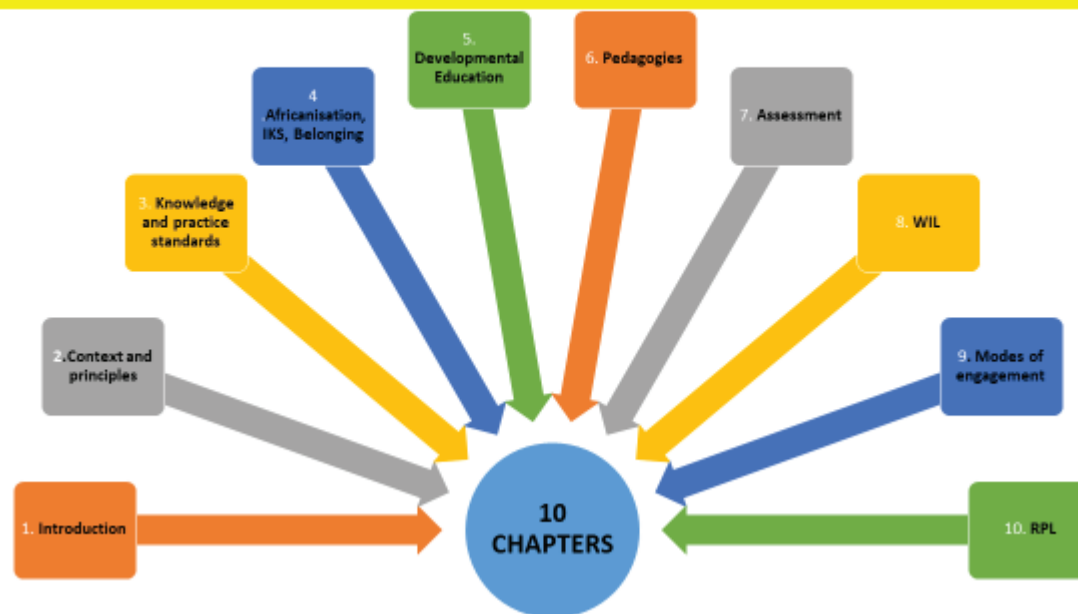 5.
Developmental
Education
6. Pedagogies
4
.Africanisation,
IKS, Belonging
7. Assessment
3. Knowledge
and practice
standards
8. WIL
2.Context and
principles
9. Modes of
engagement
1. Introduction
10
CHAPTERS
10. RPL